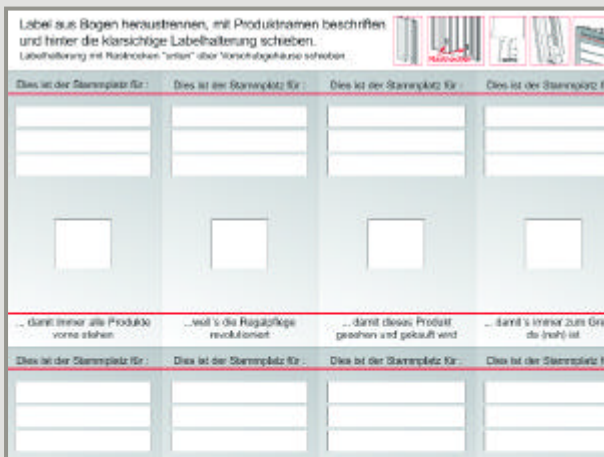 Label aus Bogen heraustrennen, mit Produktnamen beschriften
und hinter die klarsichtige Labelhalterung schieben.
Labelhalterung mit Rastnocken "unten" über Vorschubgehäuse schieben
Rastnocken
Dies ist der Stammplatz für : Dies ist der Stammplatz für : Dies ist der Stammplatz für : Dies ist der Stammplatz f
... damit immer alle Produkte ...weil's die Regalpflege ... damit dieses Produkt ... damit's immer zum Gre
vorne stehen revolutioniert gesehen und gekauft wird da (nah) ist
Dies ist der Stammplatz für : Dies ist der Stammplatz für : Dies ist der Stammplatz für : Dies ist der Stammplatz f